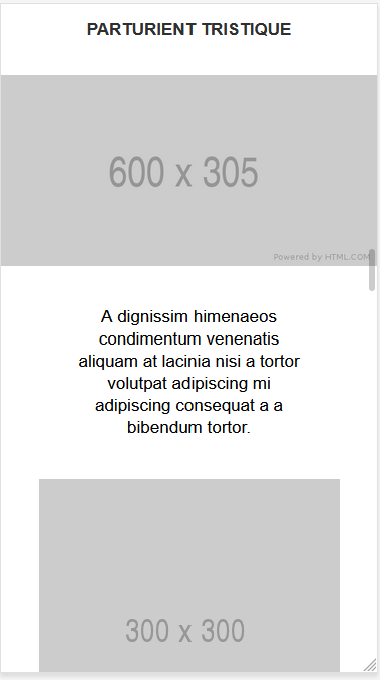 PARTURIENT TRISTIQUE
600 x 305
Powered by HTML.COM
A dignissim himenaeos
condimentum venenatis
aliquam at lacinia nisi a tortor
volutpat adipiscing mi
adipiscing consequat a a
bibendum tortor.
300 x 300